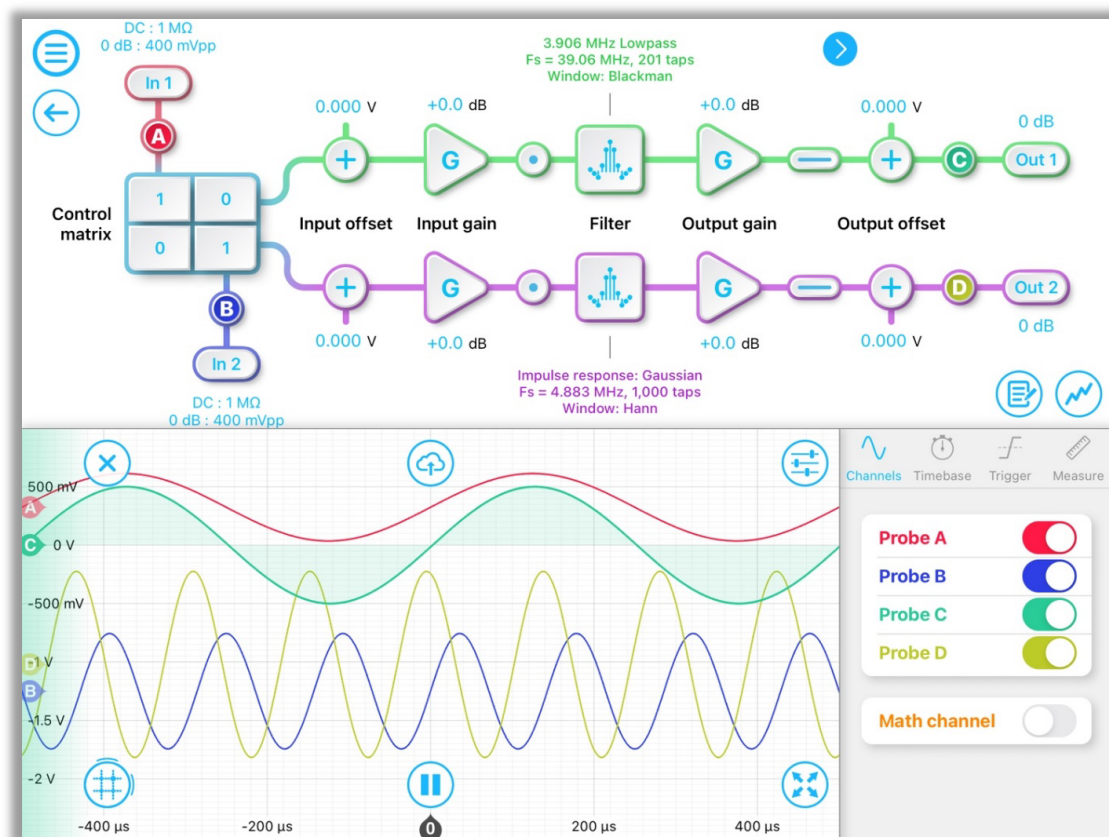 DC : 1 MΩ
0 dB : 400 mVpp
In 1
A
3.906 MHz Lowpass
Fs = 39.06 MHz, 201 taps
Window: Blackman
0.000 V
+0.0 dB
+0.0 dB
0.000 V
0 dB
G
G
C
Out 1
1
0
0
1
Control
matrix
Input offset
Input gain
Filter
Output gain
Output offset
B
In 2
G
G
D
Out 2
0.000 V
+0.0 dB
+0.0 dB
0.000 V
0 dB
DC : 1 MΩ
0 dB : 400 mVpp
Impulse response: Gaussian
Fs = 4.883 MHz, 1,000 taps
Window: Hann
500 mV
A
C
0 V
-500 mV
D
-1 V
B
-1.5 V
-2 V
-400 µs
-200 µs
0
200 µs
400 µs
Channels
Timebase
Trigger
Measure
Probe A
Probe B
Probe C
Probe D
Math channel